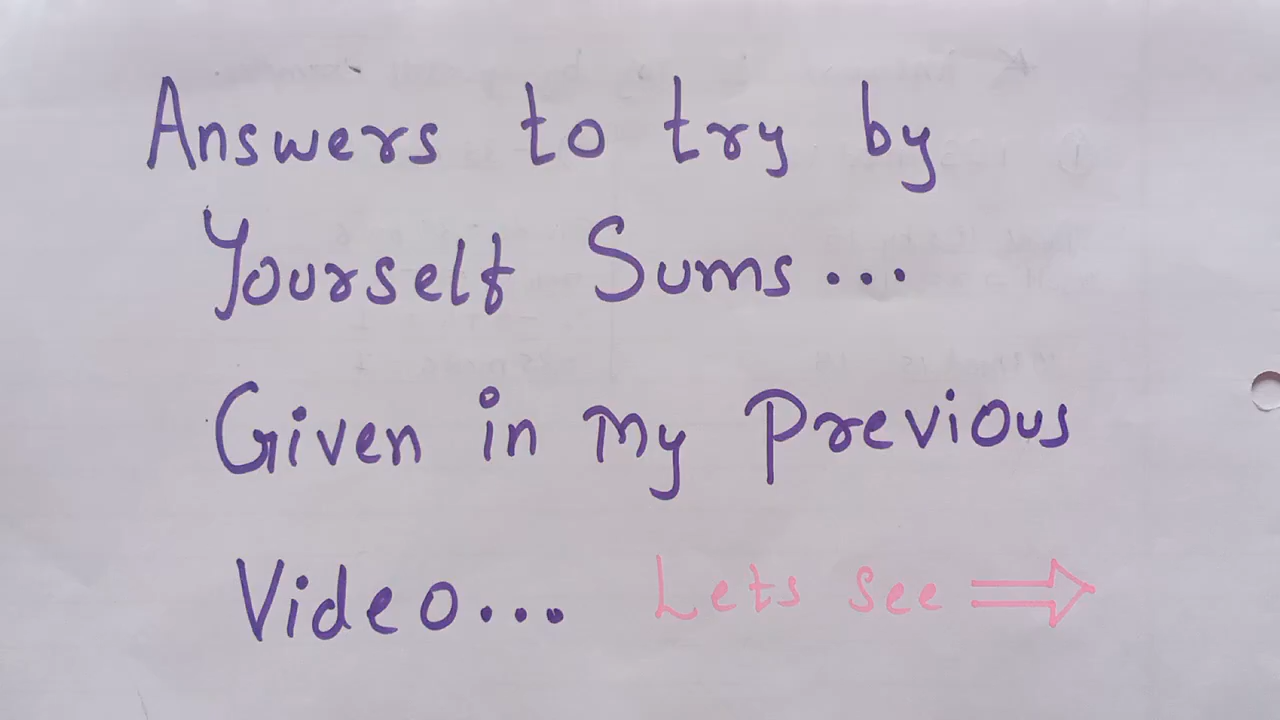 Answers to try by
Yourself Sums...
Given in My Previous
Video... Lets see ⇒